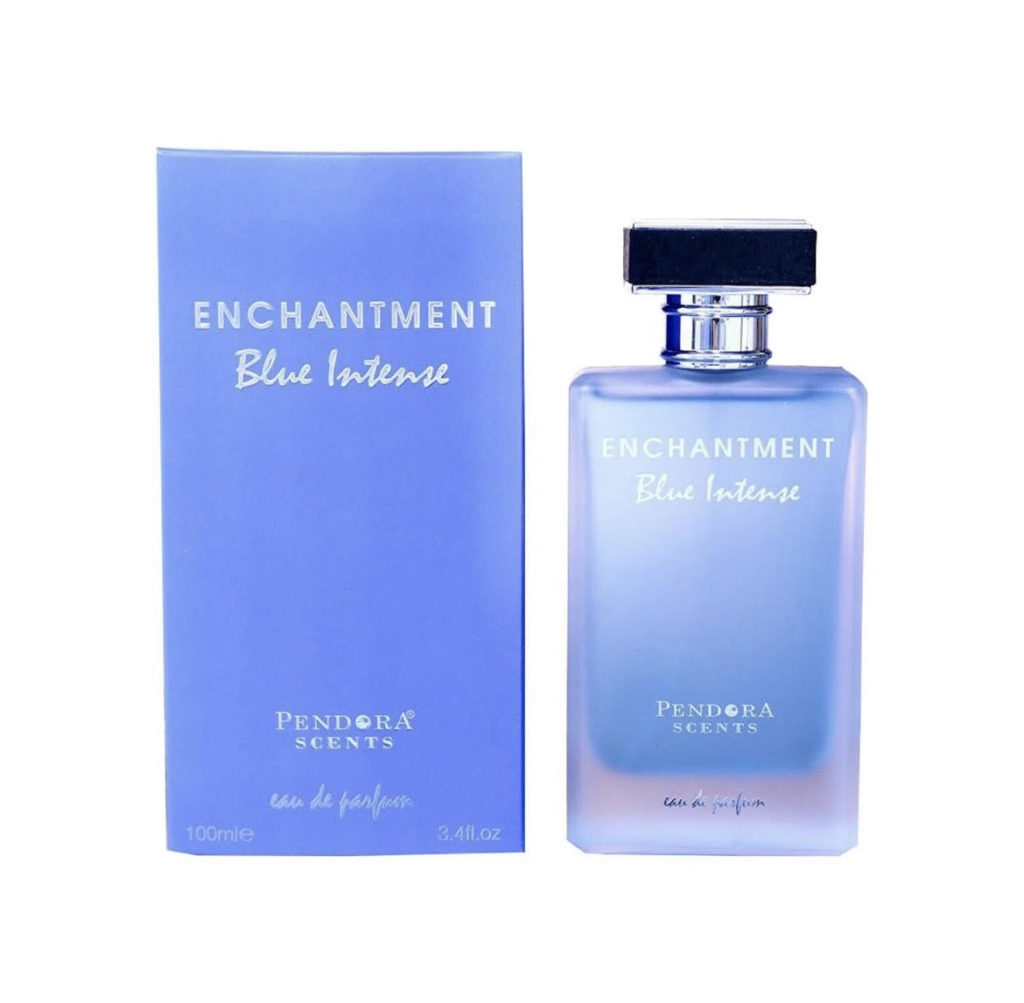 ENCHANTMENT
Blue Intense
PENDORA®
SCENTS
eau de parfum
100ml℮ 3.4fl.oz
ENCHANTMENT
Blue Intense
PENDORA
SCENTS
eau de parfum